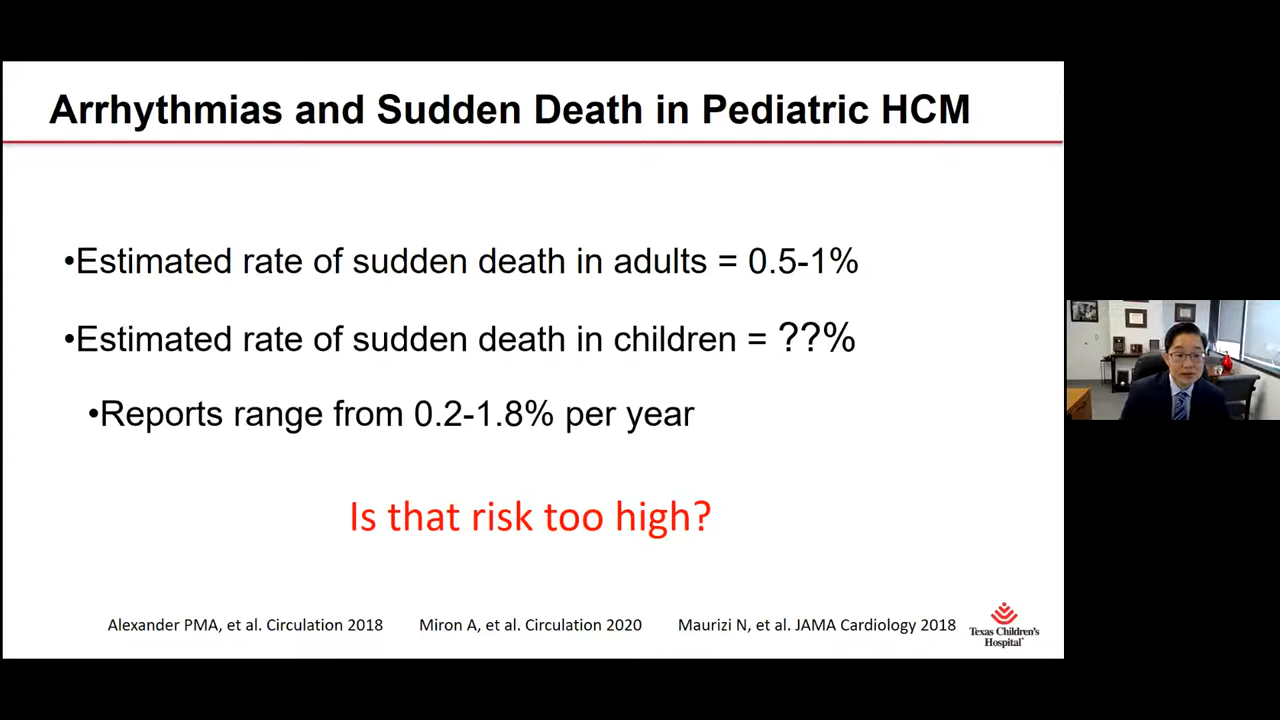 Arrhythmias and Sudden Death in Pediatric HCM
•Estimated rate of sudden death in adults = 0.5-1%
•Estimated rate of sudden death in children = ??%
•Reports range from 0.2-1.8% per year
Is that risk too high?
Alexander PMA, et al. Circulation 2018 Miron A, et al. Circulation 2020 Maurizi N, et al. JAMA Cardiology 2018
Texas Children's
Hospital